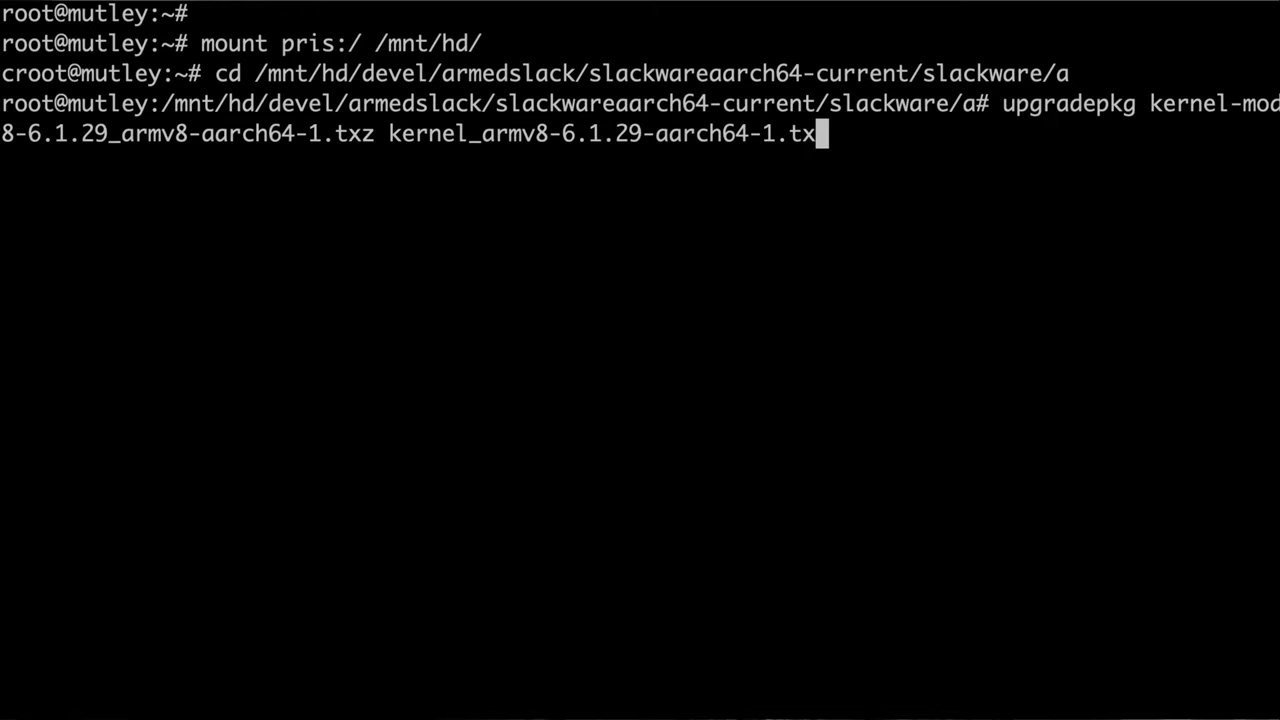 root@mutley:~#
root@mutley:~# mount pris:/ /mnt/hd/
croot@mutley:~# cd /mnt/hd/devel/armedslack/slackwareaarch64-current/slackware/a
root@mutley:/mnt/hd/devel/armedslack/slackwareaarch64-current/slackware/a# upgradepkg kernel-mod
8-6.1.29_armv8-aarch64-1.txz kernel_armv8-6.1.29-aarch64-1.tx